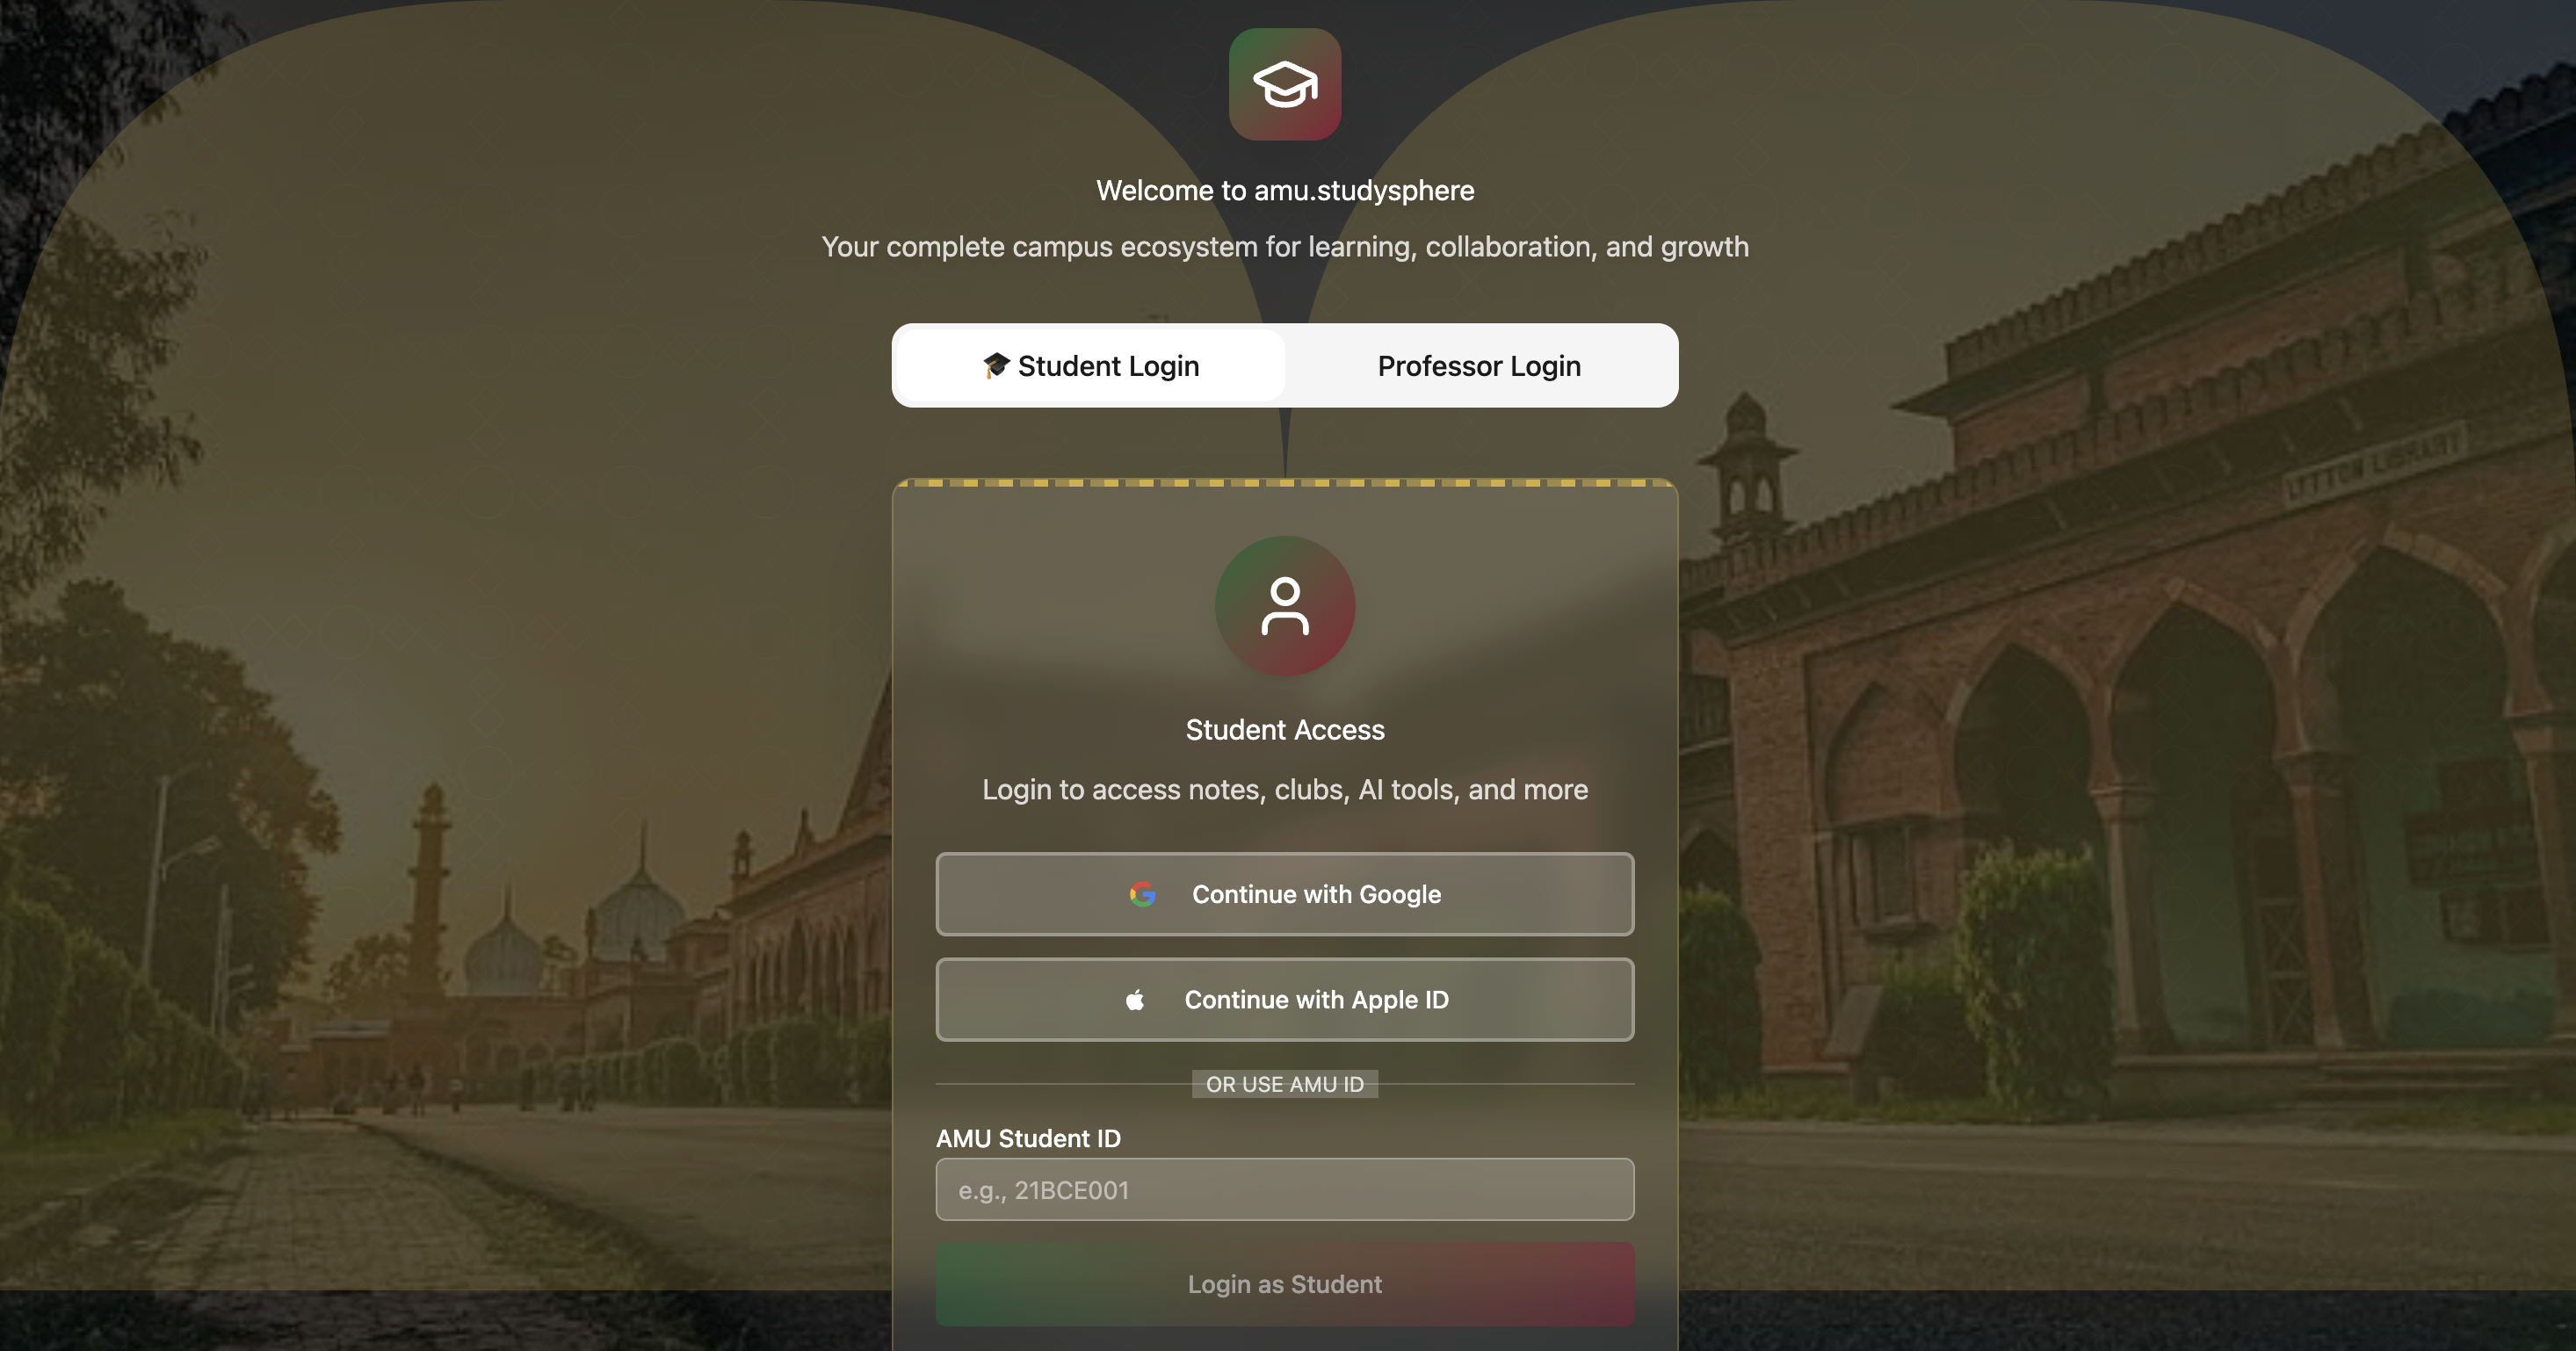 Welcome to amu.studysphere
Your complete campus ecosystem for learning, collaboration, and growth
🎓 Student Login
Professor Login
LYTTON LIBRARY
Student Access
Login to access notes, clubs, AI tools, and more
Continue with Google
Continue with Apple ID
OR USE AMU ID
AMU Student ID
e.g., 21BCE001
Login as Student